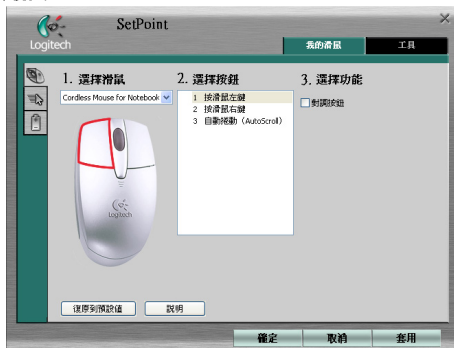 SetPoint
Logitech
我的滑鼠
工具
1. 選擇滑鼠
2. 選擇按鈕
3. 選擇功能
Cordless Mouse for Notebook
1 按滑鼠左鍵
2 按滑鼠右鍵
3 自動捲動 (AutoScroll)
對調按鈕
Logitech
復原到預設值
説明
確定
取消
套用